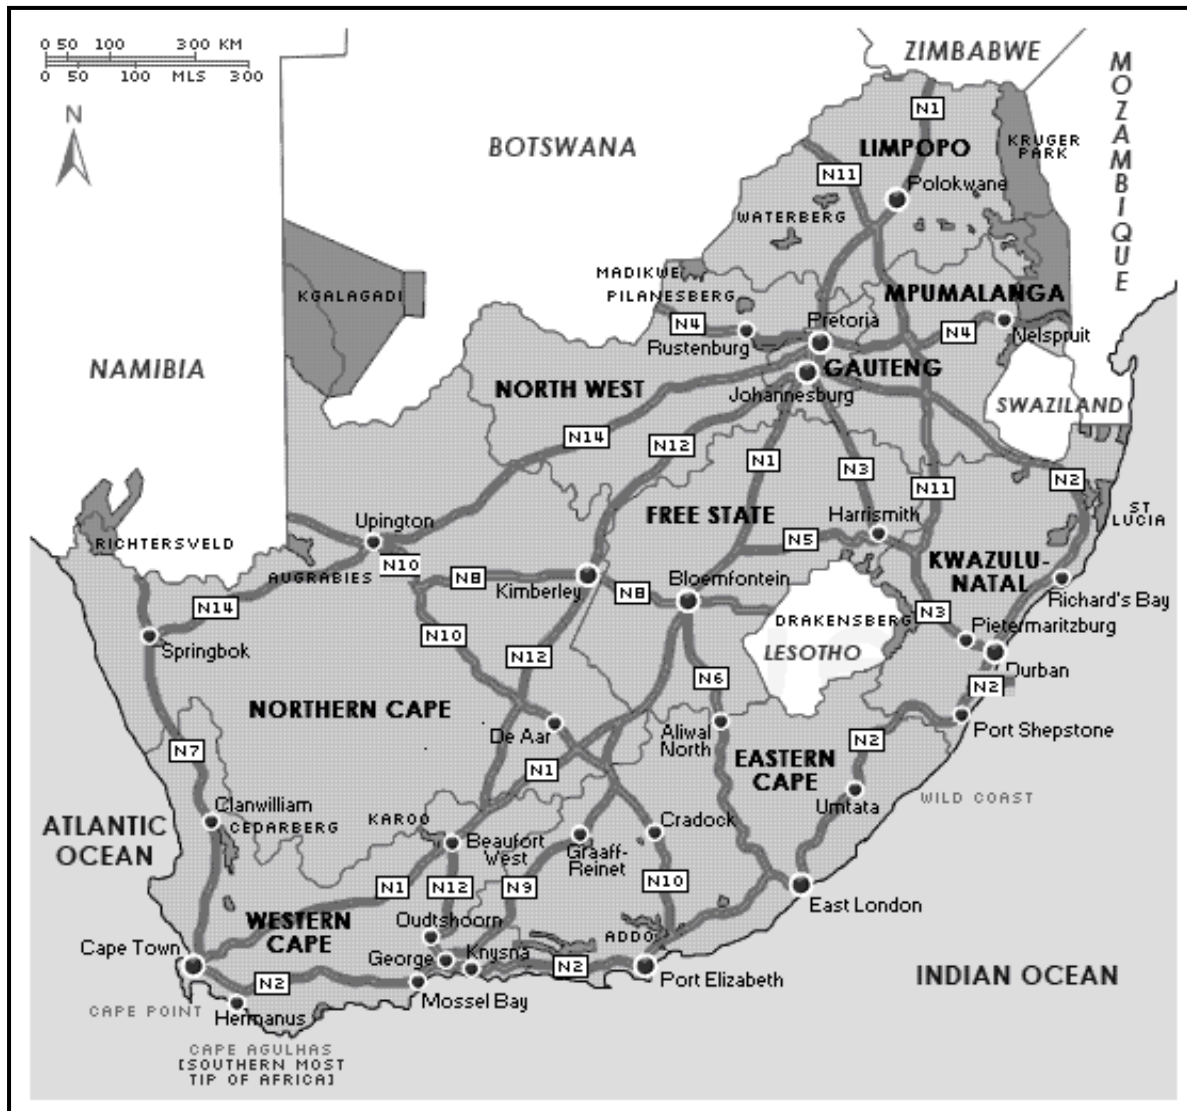 0 50 100 300 KM
0 50 100 MLS 300
N
ZIMBABWE
MOZAMBIQUE
BOTSWANA
NAMIBIA
N1
LIMPOPO
KRUGER
PARK
N11
Polokwane
WATERBERG
MADIKWE
PILANESBERG
KGALAGADI
MPUMALANGA
Pretoria
N4
N4
Rustenburg
Nelspruit
GAUTENG
NORTH WEST
Johannesburg
SWAZILAND
N14
N12
N1
N3
N11
N2
ST
LUCIA
FREE STATE
Harrismith
Upington
RICHTERSVELD
N5
KWAZULU-
NATAL
N10
AUGRABIES
N8
Kimberley
N8
Bloemfontein
Richard's Bay
N14
DRAKENSBERG
N3
Pietermaritzburg
Springbok
N10
N12
LESOTHO
Durban
N6
N2
NORTHERN CAPE
De Aar
Aliwal
North
Port Shepstone
N7
N2
N1
EASTERN
CAPE
WILD COAST
Umtata
Clanwilliam
CEDARBERG
KAROO
Cradock
ATLANTIC
OCEAN
Beaufort
West
Graaff-
Reinet
N1
N12
N9
N10
East London
WESTERN
CAPE
Oudtshoorn
Cape Town
George
Knysna
ADDO
N2
N2
Port Elizabeth
INDIAN OCEAN
Mossel Bay
CAPE POINT
Hermanus
CAPE AGULHAS
[SOUTHERN MOST
TIP OF AFRICA]